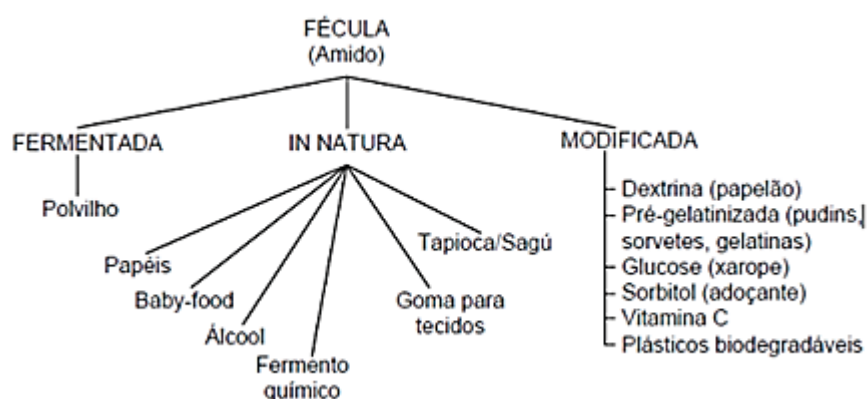 FÉCULA
(Amido)
FERMENTADA
IN NATURA
MODIFICADA
Polvilho
Papéis
Baby-food
Álcool
Fermento
químico
Goma para
tecidos
Tapioca/Sagú
Dextrina (papelão)
Pré-gelatinizada (pudins,
sorvetes, gelatinas)
Glucose (xarope)
Sorbitol (adoçante)
Vitamina C
Plásticos biodegradáveis